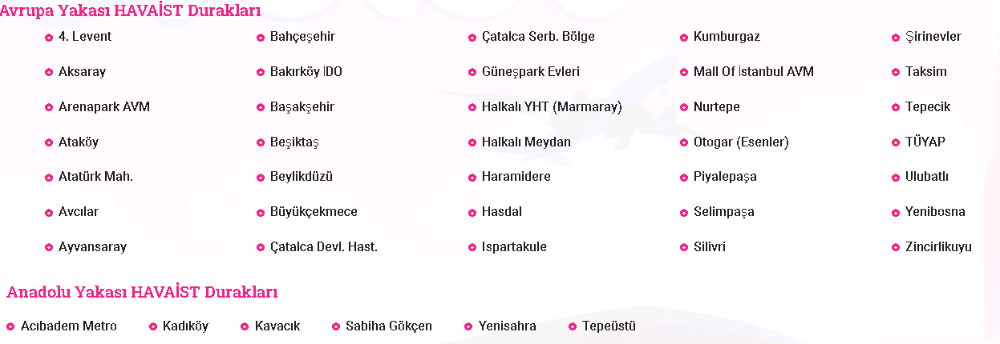 Avrupa Yakası HAVAİST Durakları
4. Levent
Aksaray
Arenapark AVM
Ataköy
Atatürk Mah.
Avcılar
Ayvansaray
Bahçeşehir
Bakırköy İDO
Başakşehir
Beşiktaş
Beylikdüzü
Büyükçekmece
Çatalca Devl. Hast.
Çatalca Serb. Bölge
Güneşpark Evleri
Halkalı YHT (Marmaray)
Halkalı Meydan
Haramidere
Hasdal
Ispartakule
Kumburgaz
Mall Of İstanbul AVM
Nurtepe
Otogar (Esenler)
Piyalepaşa
Selimpaşa
Silivri
Şirinevler
Taksim
Tepecik
TÜYAP
Ulubatlı
Yenibosna
Zincirlikuyu
Anadolu Yakası HAVAİST Durakları
Acıbadem Metro
Kadıköy
Kavacık
Sabiha Gökçen
Yenisahra
Tepeüstü